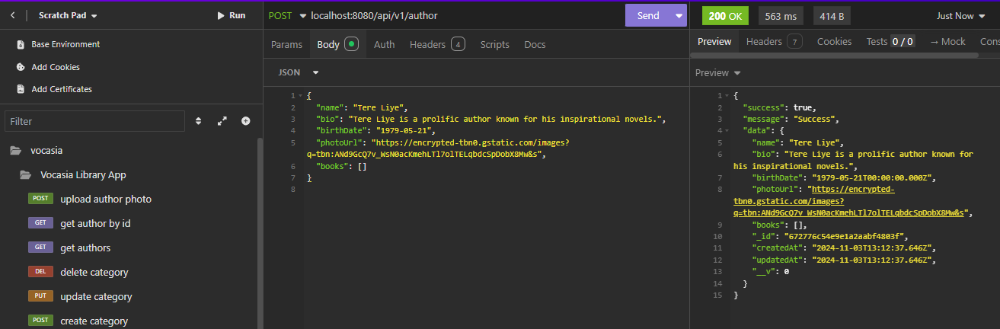 Scratch Pad
Run
Base Environment
Add Cookies
Add Certificates
Filter
vocasia
Vocasia Library App
POST upload author photo
GET get author by id
GET get authors
DEL delete category
PUT update category
POST create category
POST localhost:8080/api/v1/author Send
Params Body Auth Headers 4 Scripts Docs
JSON
1 {
2 "name": "Tere Liye",
3 "bio": "Tere Liye is a prolific author known for his inspirational novels.",
4 "birthDate": "1979-05-21",
5 "photoUrl": "https://encrypted-tbn0.gstatic.com/images?
q=tbn:ANd9GcQ7v_WsN0acKmehLTl7olTELqbdcSpDobX8Mw&s",
6 "books": []
7 }
8
200 OK 563 ms 414 B Just Now
Preview Headers 7 Cookies Tests 0 / 0 → Mock Cons
Preview
1 {
2 "success": true,
3 "message": "Success",
4 "data": {
5 "name": "Tere Liye",
6 "bio": "Tere Liye is a prolific author known for
his inspirational novels.",
7 "birthDate": "1979-05-21T00:00:00.000Z",
8 "photoUrl": "https://encrypted-
tbn0.gstatic.com/images?
q=tbn:ANd9GcQ7v_WsN0acKmehLTl7olTELqbdcSpDobX8Mw&s",
9 "books": [],
10 "_id": "672776c54e9e1a2aabf4803f",
11 "createdAt": "2024-11-03T13:12:37.646Z",
12 "updatedAt": "2024-11-03T13:12:37.646Z",
13 "__v": 0
14 }
15 }